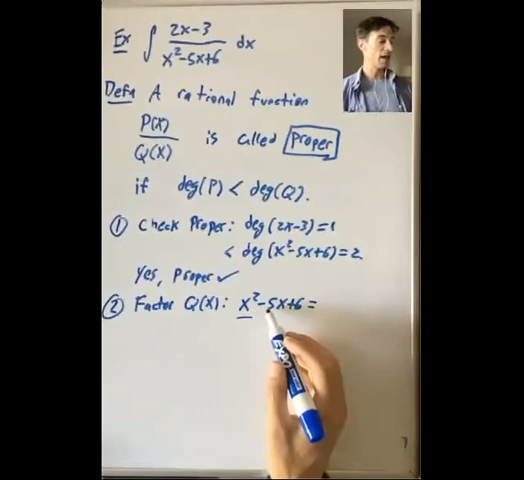 Ex ∫ 2x-3 / x²-5x+6 dx
Defn A rational function
P(x) / Q(x) is called proper
if deg(P) < deg(Q).
① Check Proper: deg(2x-3)=1
< deg(x²-5x+6)=2
Yes, Proper ✓
② Factor Q(x): x²-5x+6 =
EXPO